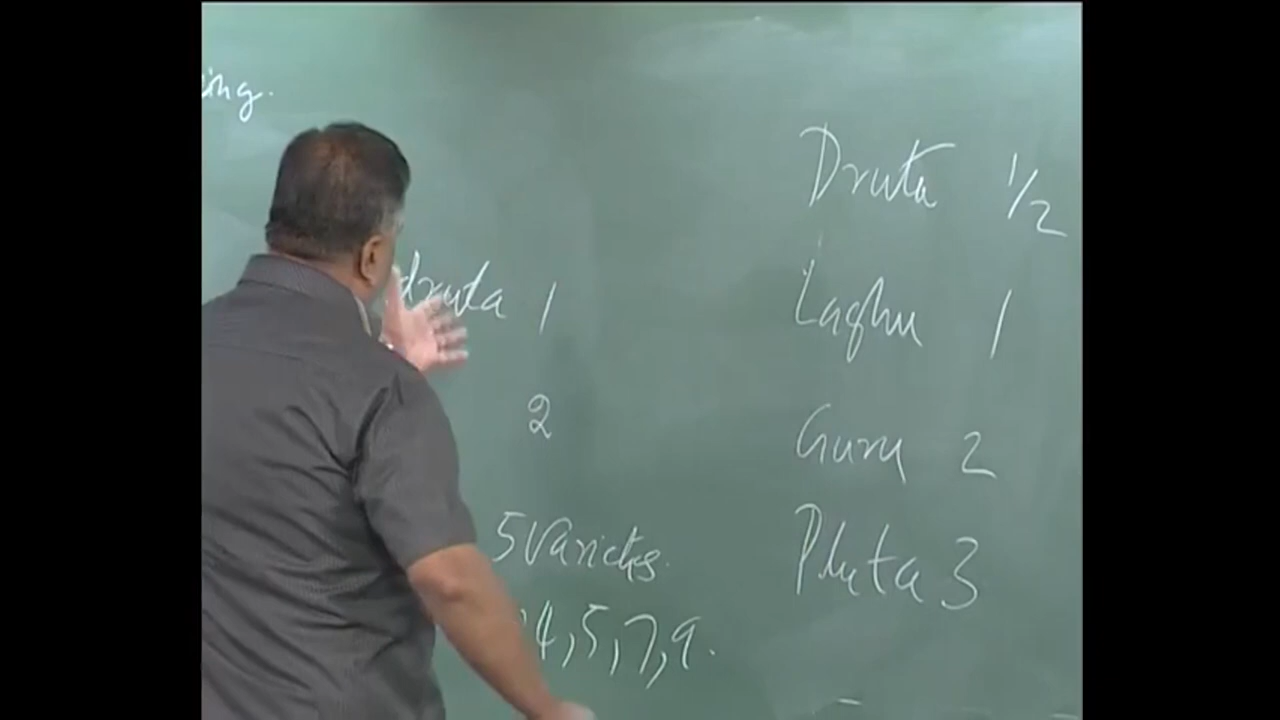 ing.
Druta 1/2
druta 1
Laghu 1
2
Guru 2
5 Varieties.
Pluta 3
4, 5, 7, 9.